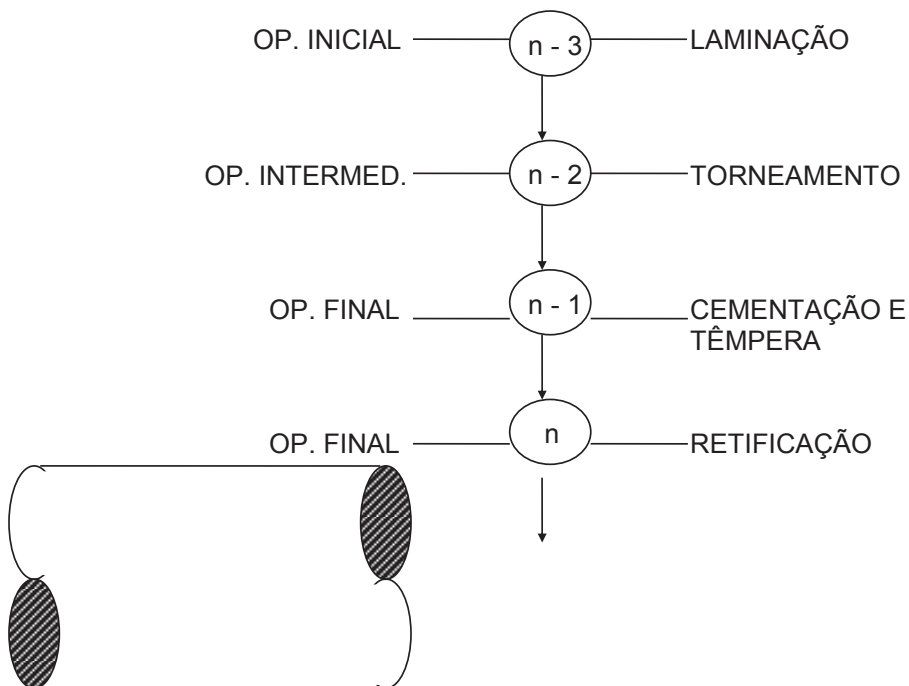 OP. INICIAL n - 3 LAMINAÇÃO
OP. INTERMED. n - 2 TORNEAMENTO
OP. FINAL n - 1 CEMENTAÇÃO E
TÊMPERA
OP. FINAL n RETIFICAÇÃO